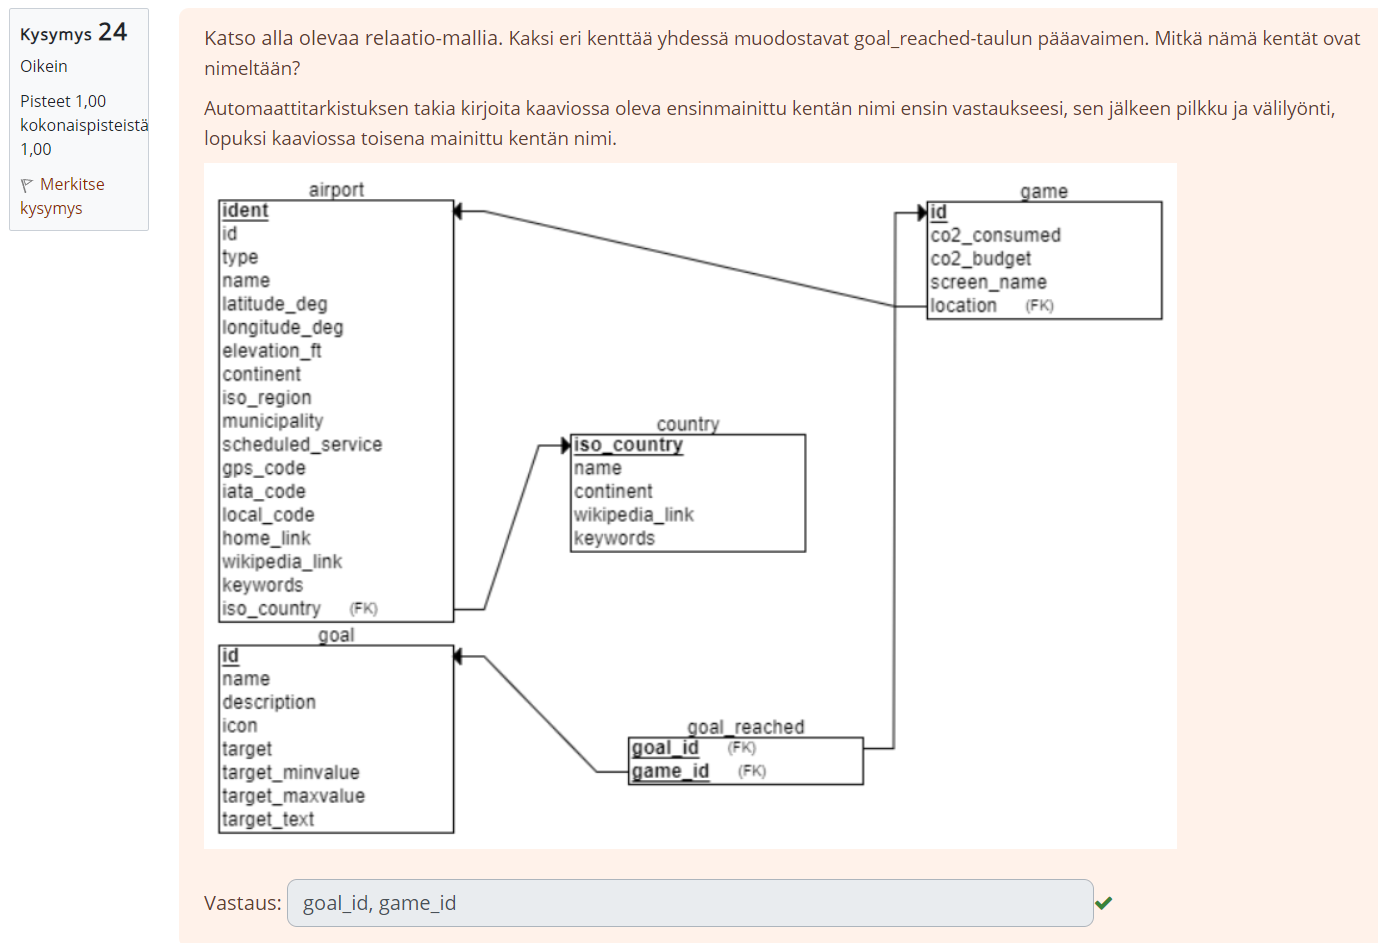 Kysymys 24
Oikein
Pisteet 1,00
kokonaispisteistä
1,00
Merkitse
kysymys
Katso alla olevaa relaatio-mallia. Kaksi eri kenttää yhdessä muodostavat goal_reached-taulun pääavaimen. Mitkä nämä kentät ovat
nimeltään?
Automaattitarkistuksen takia kirjoita kaaviossa oleva ensinmainittu kentän nimi ensin vastaukseesi, sen jälkeen pilkku ja välilyönti,
lopuksi kaaviossa toisena mainittu kentän nimi.
airport
ident
id
type
name
latitude_deg
longitude_deg
elevation_ft
continent
iso_region
municipality
scheduled_service
gps_code
iata_code
local_code
home_link
wikipedia_link
keywords
iso_country (FK)
game
id
co2_consumed
co2_budget
screen_name
location (FK)
country
iso_country
name
continent
wikipedia_link
keywords
goal
id
name
description
icon
target
target_minvalue
target_maxvalue
target_text
goal_reached
goal_id (FK)
game_id (FK)
Vastaus: goal_id, game_id